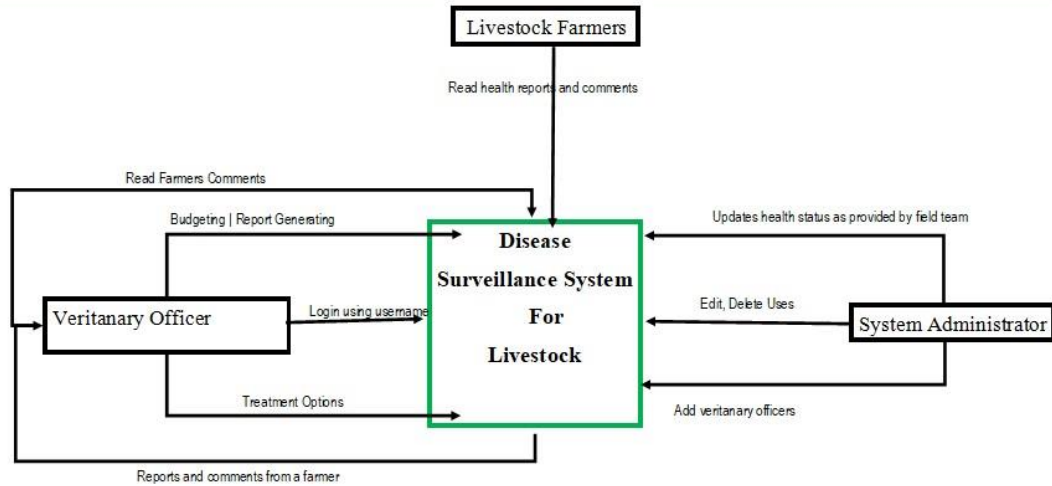 Livestock Farmers
Read health reports and comments
Read Farmers Comments
Budgeting | Report Generating
Updates health status as provided by field team
Disease
Surveillance System
For
Livestock
Veritanary Officer
Login using username
Edit, Delete Uses
System Administrator
Treatment Options
Add veritanary officers
Reports and comments from a farmer